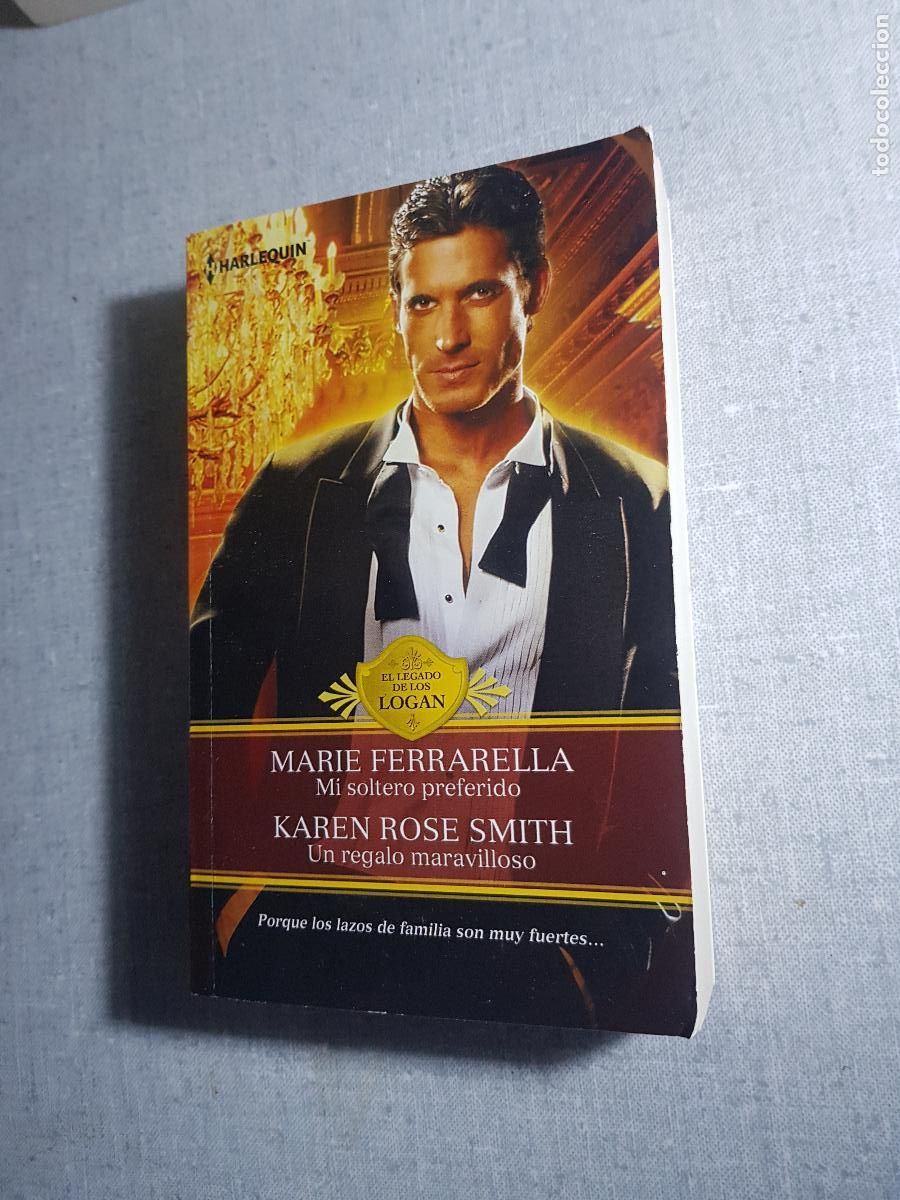 HARLEQUIN™
EL LEGADO
DE LOS
LOGAN
MARIE FERRARELLA
Mi soltero preferido
KAREN ROSE SMITH
Un regalo maravilloso
Porque los lazos de familia son muy fuertes...
todocoleccion